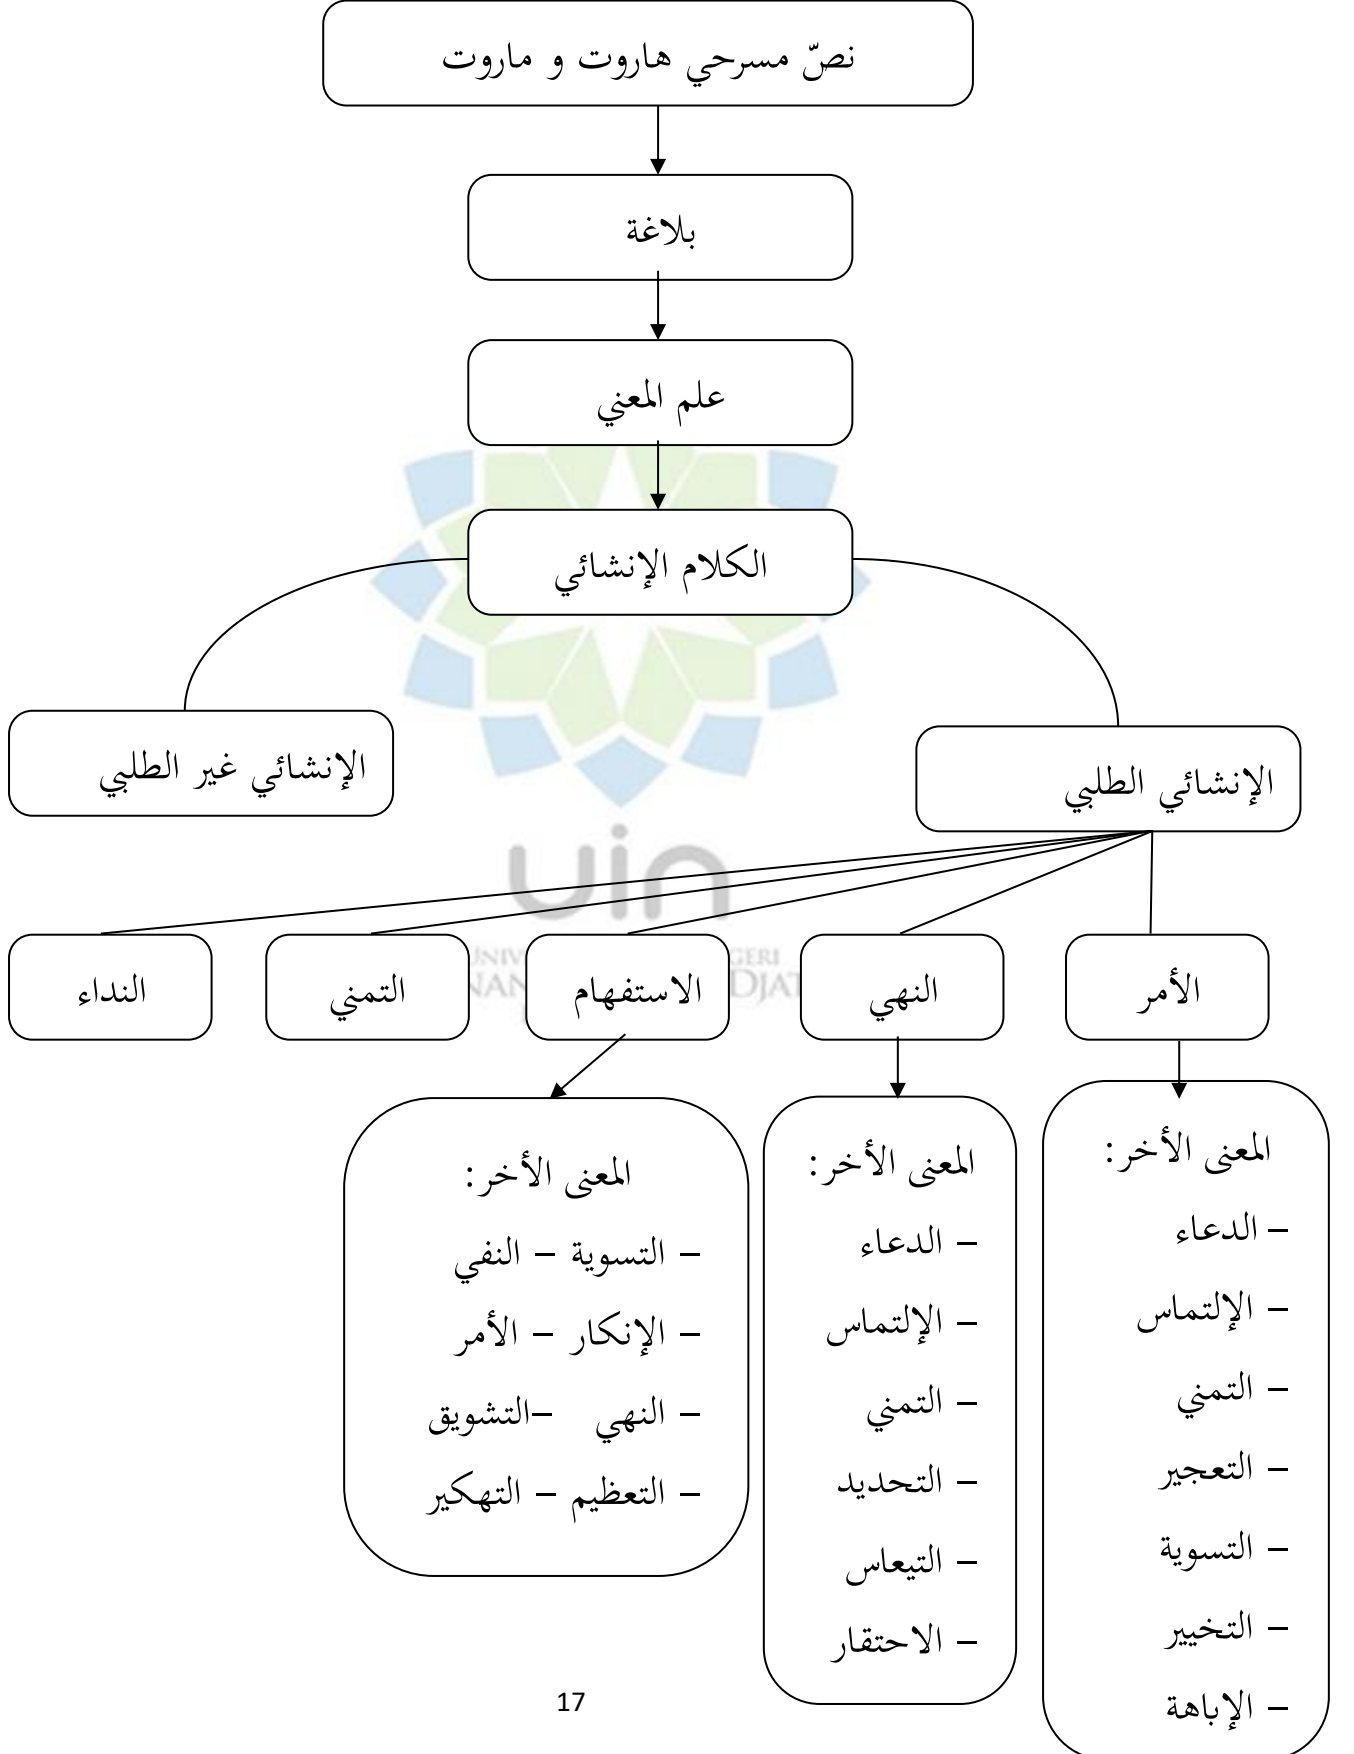 نصّ مسرحي هاروت و ماروت
بلاغة
علم المعني
الكلام الإنشائي
الإنشائي الطلبي
الإنشائي غير الطلبي
uin
الأمر
النهي
الاستفهام
التمني
النداء
المعنى الأخر:
– الدعاء
– الإلتماس
– التمني
– التعجير
– التسوية
– التخيير
– الإباهة
المعنى الأخر:
– الدعاء
– الإلتماس
– التمني
– التحديد
– التيعاس
– الاحتقار
المعنى الأخر:
– التسوية – النفي
– الإنكار – الأمر
– النهي –التشويق
– التعظيم – التهكير
17